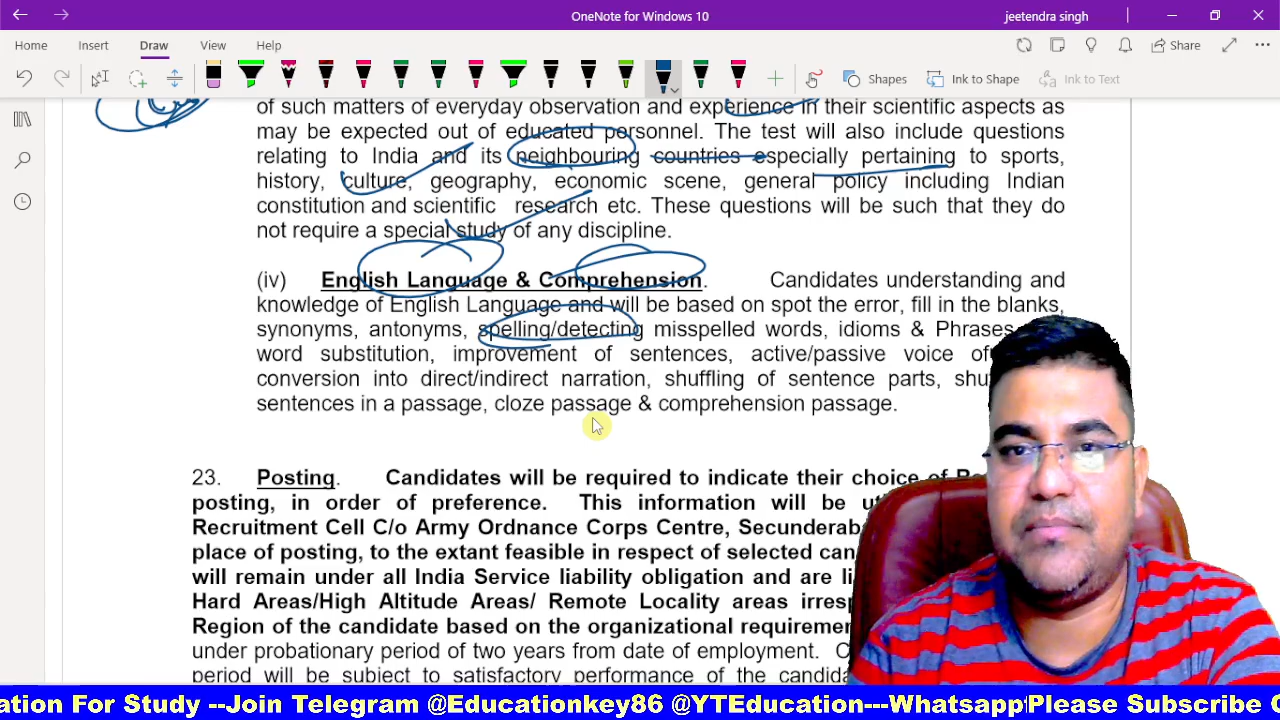 OneNote for Windows 10
jeetendra singh
Home Insert Draw View Help
Share
Shapes
Ink to Shape
Ink to Text
of such matters of everyday observation and experience in their scientific aspects as
may be expected out of educated personnel. The test will also include questions
relating to India and its neighbouring countries especially pertaining to sports,
history, culture, geography, economic scene, general policy including Indian
constitution and scientific research etc. These questions will be such that they do
not require a special study of any discipline.
(iv) English Language & Comprehension. Candidates understanding and
knowledge of English Language and will be based on spot the error, fill in the blanks,
synonyms, antonyms, spelling/detecting misspelled words, idioms & Phrases
word substitution, improvement of sentences, active/passive voice of
conversion into direct/indirect narration, shuffling of sentence parts,
sentences in a passage, cloze passage & comprehension passage.
23. Posting. Candidates will be required to indicate their choice of
posting, in order of preference. This information will be
Recruitment Cell C/o Army Ordnance Corps Centre,
place of posting, to the extant feasible in respect of selected
will remain under all India Service liability obligation and are
Hard Areas/High Altitude Areas/ Remote Locality areas
Region of the candidate based on the organizational
under probationary period of two years from date of employment.
period will be subject to satisfactory performance of the
For Study --Join Telegram @Educationkey86 @YTEducation---Whatsapp Please Subscribe